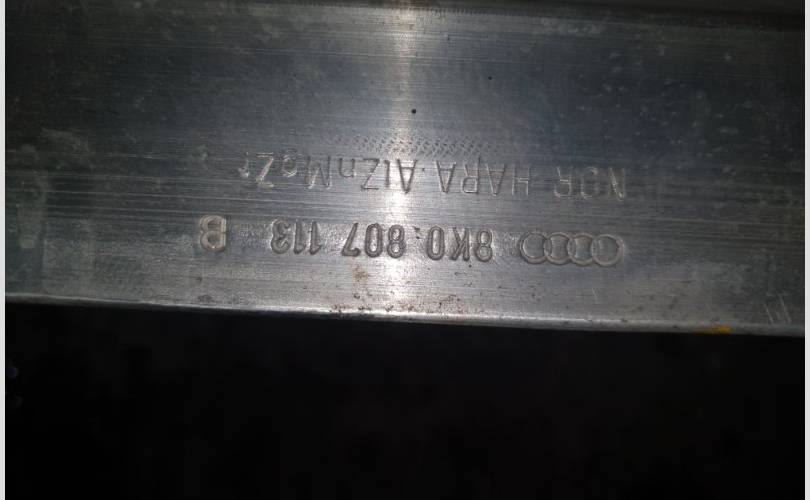 8K0 807 113 B
NOR HARA AlZnMgZr